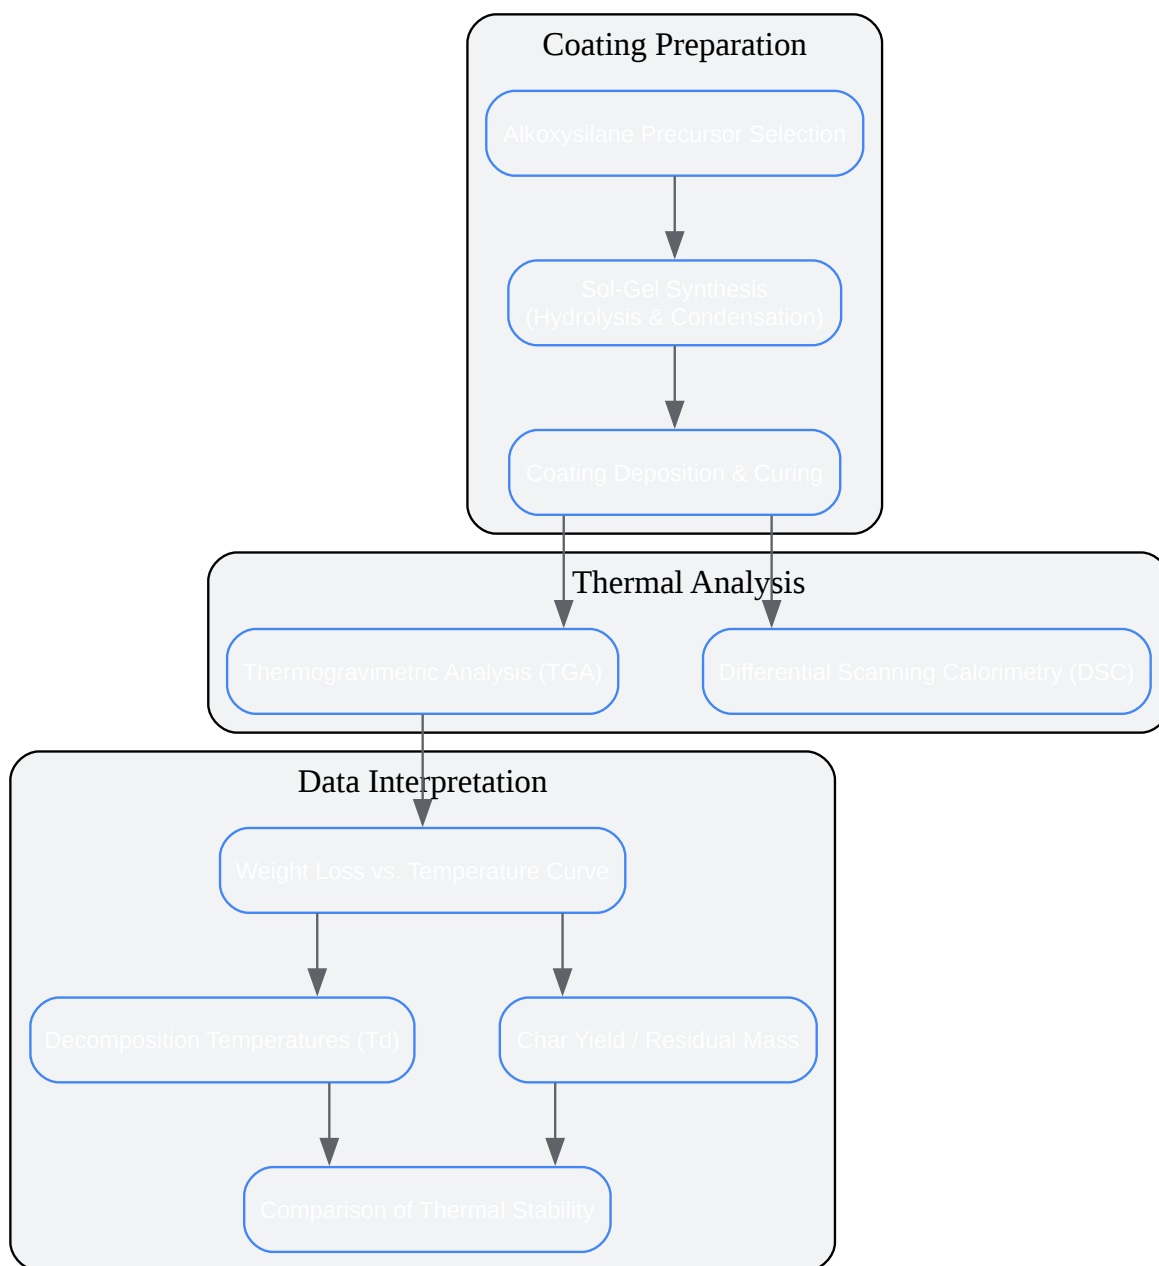 Coating Preparation
Alkoxysilane Precursor Selection
Sol-Gel Synthesis
(Hydrolysis & Condensation)
Coating Deposition & Curing
Thermal Analysis
Thermogravimetric Analysis (TGA)
Differential Scanning Calorimetry (DSC)
Data Interpretation
Weight Loss vs. Temperature Curve
Decomposition Temperatures (Td)
Char Yield / Residual Mass
Comparison of Thermal Stability